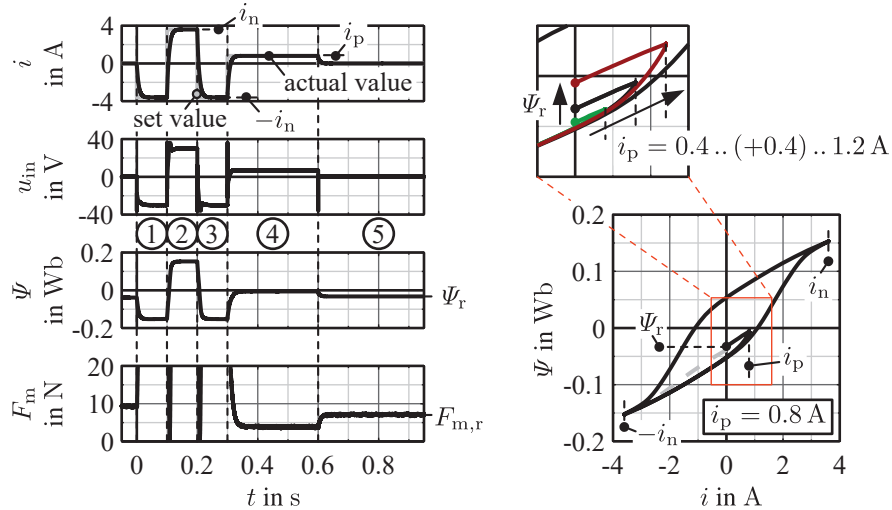 4
i
in A
0
-4
i_n
i_p
actual value
set value
-i_n
40
u_in
in V
0
-40
1 2 3 4 5
0.2
Ψ
in Wb
0
-0.2
Ψ_r
20
F_m
in N
10
0
F_m,r
0 0.2 0.4 0.6 0.8
t in s
Ψ_r
i_p = 0.4 .. (+0.4) .. 1.2 A
0.2
0.1
0
-0.1
-0.2
Ψ in Wb
i_n
Ψ_r
i_p
-i_n
i_p = 0.8 A
-4 -2 0 2 4
i in A